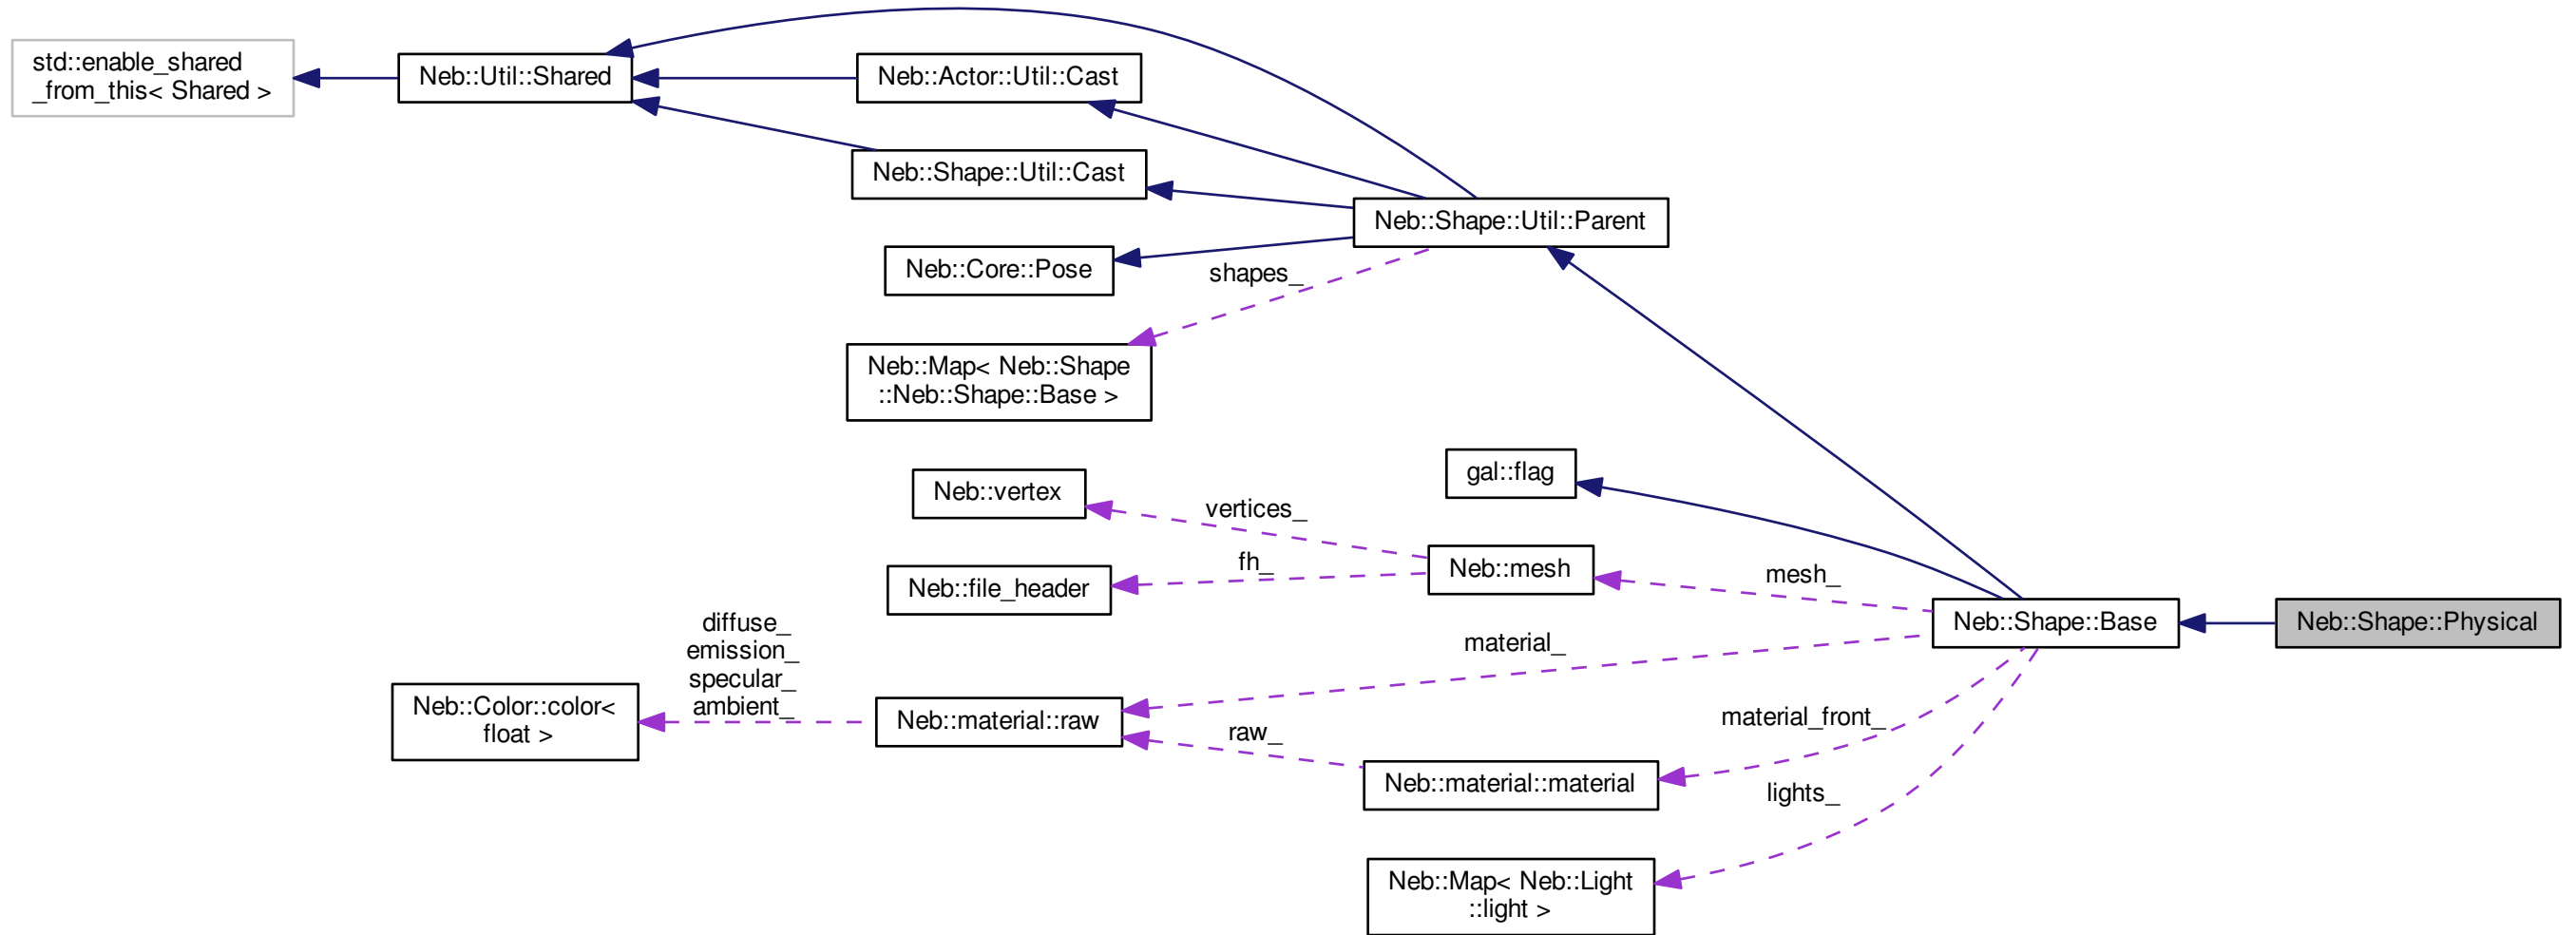 std::enable_shared
_from_this< Shared >
Neb::Util::Shared
Neb::Actor::Util::Cast
Neb::Shape::Util::Cast
Neb::Shape::Util::Parent
Neb::Core::Pose
shapes_
Neb::Map< Neb::Shape
::Neb::Shape::Base >
gal::flag
Neb::vertex
vertices_
Neb::mesh
fh_
Neb::file_header
mesh_
Neb::Shape::Base
Neb::Shape::Physical
diffuse_
emission_
specular_
ambient_
material_
Neb::Color::color<
float >
Neb::material::raw
material_front_
raw_
Neb::material::material
lights_
Neb::Map< Neb::Light
::light >